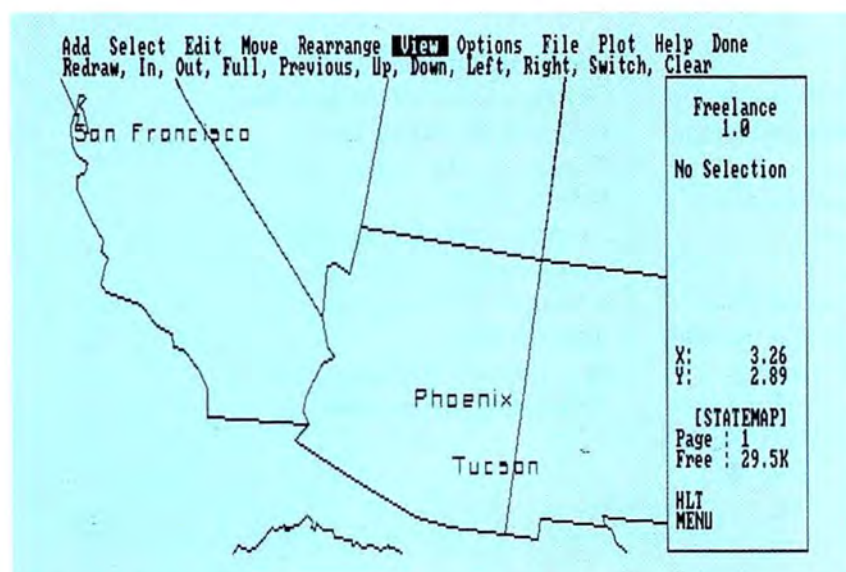 Add Select Edit Move Rearrange View Options File Plot Help Done
Redraw, In, Out, Full, Previous, Up, Down, Left, Right, Switch, Clear
San Francisco
Phoenix
Tucson
Freelance
1.0
No Selection
X: 3.26
Y: 2.89
[STATEMAP]
Page : 1
Free : 29.5K
HLT
MENU